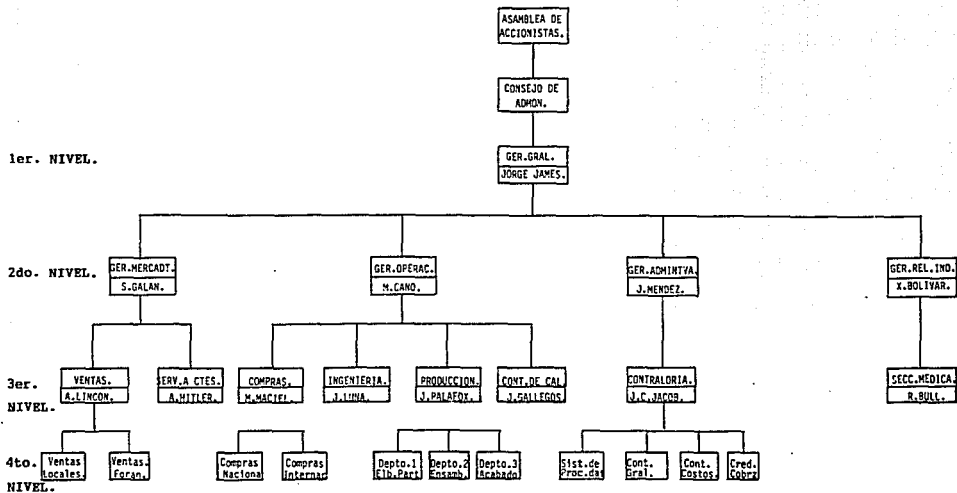 ASAMBLEA DE
ACCIONISTAS.
CONSEJO DE
ADMON.
1er. NIVEL.
GER.GRAL.
JORGE JAMES.
2do. NIVEL.
GER.MERCADT.
S.GALAN.
GER.OPERAC.
M.CANO.
GER.ADMINTVA.
J.MENDEZ.
GER.REL.IND.
X.BOLIVAR.
3er.
NIVEL.
VENTAS.
A.LINCON.
SERV.A CTES.
A.HITLER.
COMPRAS.
M.MACIEL.
INGENIERIA.
J.LUNA.
PRODUCCION.
J.PALAFOX.
CONT.DE CAL
J.GALLEGOS
CONTRALORIA.
J.C.JACOB.
SECC.MEDICA.
R.BULL.
4to.
NIVEL.
Ventas
Locales.
Ventas.
Foran.
Compras
Naciona
Compras
Internac
Depto.1
Elb.Part
Depto.2
Ensamb.
Depto.3
Acabado
Sist.de
Proc.dat
Cont.
Gral.
Cont.
Costos.
Cred.
Cobrz